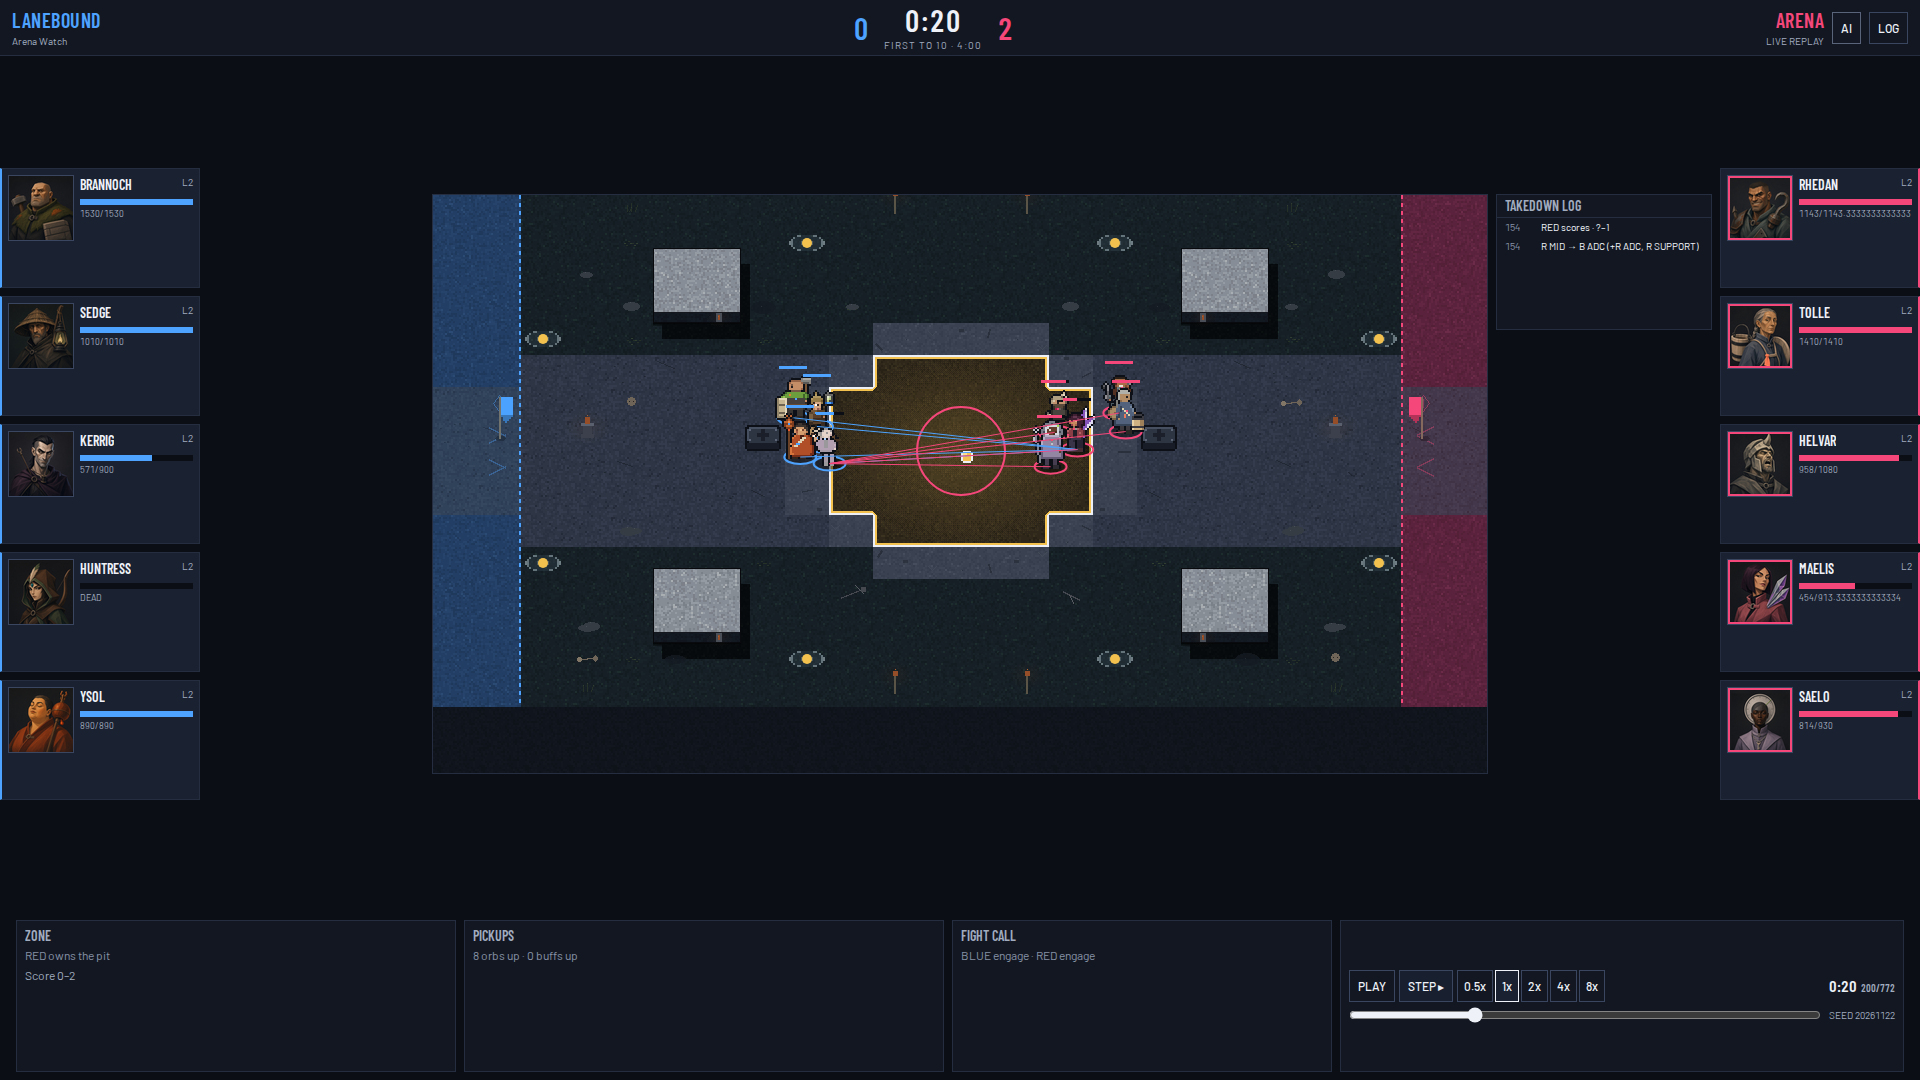 LANEBOUND
Arena Watch
0
0:20
2
FIRST TO 10 · 4:00
ARENA
LIVE REPLAY
AI
LOG
BRANNOCH L2
1530/1530
SEDGE L2
1010/1010
KERRIG L2
571/900
HUNTRESS L2
DEAD
YSOL L2
890/890
TAKEDOWN LOG
154 RED scores · ?–1
154 R MID → B ADC (+R ADC, R SUPPORT)
RHEDAN L2
1143/1143.3333333333333
TOLLE L2
1410/1410
HELVAR L2
958/1080
MAELIS L2
454/913.3333333333334
SAELO L2
814/930
ZONE
RED owns the pit
Score 0–2
PICKUPS
8 orbs up · 0 buffs up
FIGHT CALL
BLUE engage · RED engage
PLAY
STEP ▸
0.5x
1x
2x
4x
8x
0:20 200/772
SEED 20261122